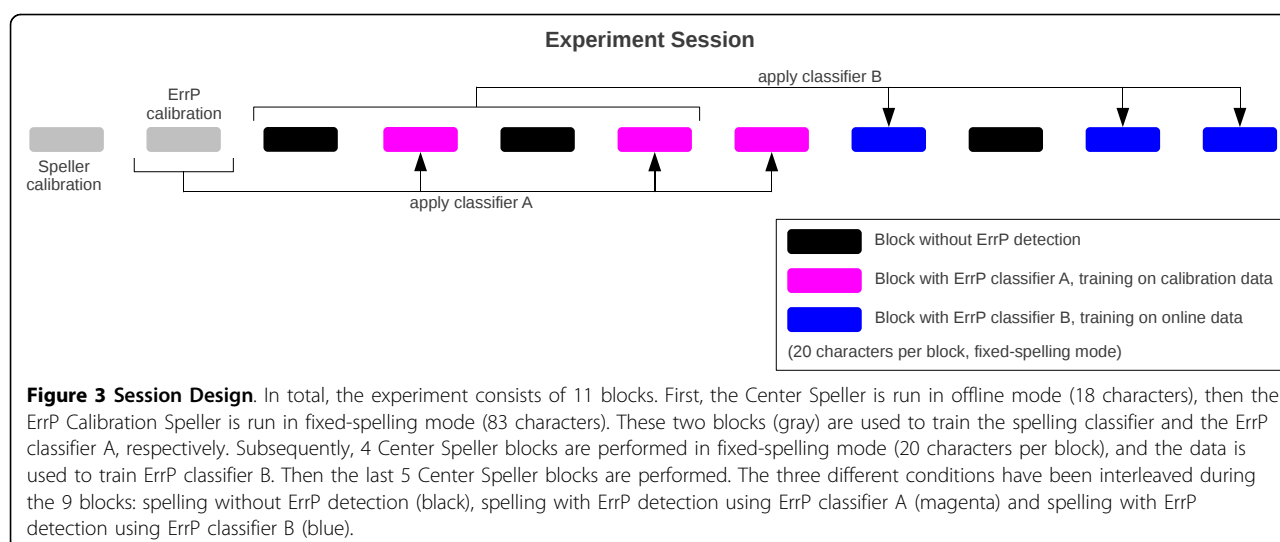 Experiment Session
apply classifier B
ErrP
calibration
Speller
calibration
apply classifier A
Block without ErrP detection
Block with ErrP classifier A, training on calibration data
Block with ErrP classifier B, training on online data
(20 characters per block, fixed-spelling mode)
Figure 3 Session Design. In total, the experiment consists of 11 blocks. First, the Center Speller is run in offline mode (18 characters), then the
ErrP Calibration Speller is run in fixed-spelling mode (83 characters). These two blocks (gray) are used to train the spelling classifier and the ErrP
classifier A, respectively. Subsequently, 4 Center Speller blocks are performed in fixed-spelling mode (20 characters per block), and the data is
used to train ErrP classifier B. Then the last 5 Center Speller blocks are performed. The three different conditions have been interleaved during
the 9 blocks: spelling without ErrP detection (black), spelling with ErrP detection using ErrP classifier A (magenta) and spelling with ErrP
detection using ErrP classifier B (blue).